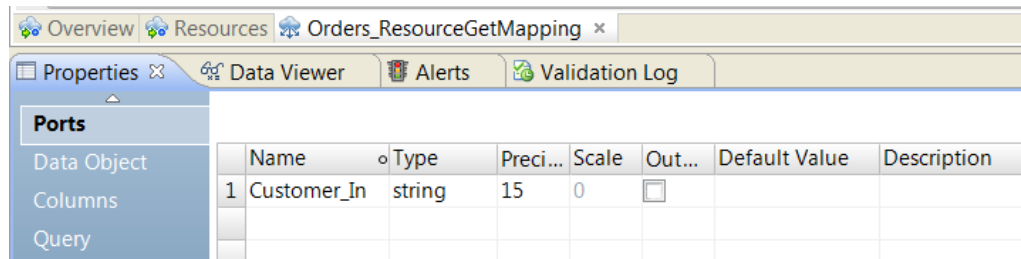 Overview Resources Orders_ResourceGetMapping
Properties Data Viewer Alerts Validation Log
Ports
Data Object
Columns
Query
Name Type Preci... Scale Out... Default Value Description
1 Customer_In string 15 0